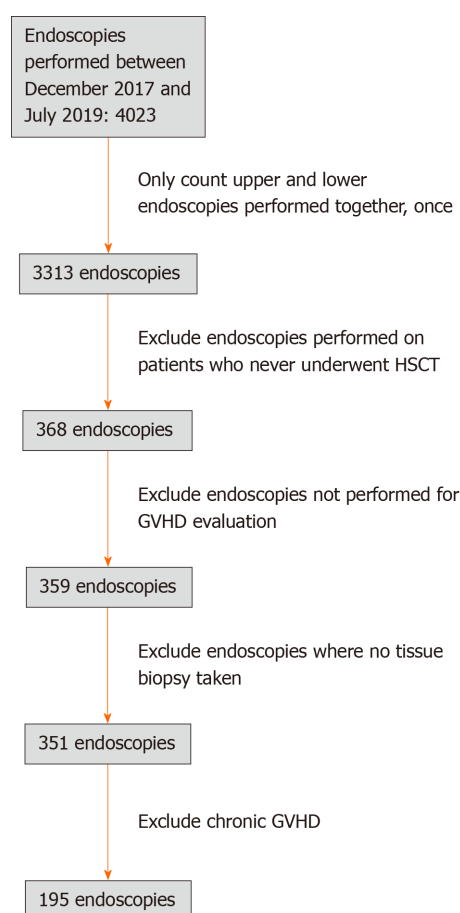 Endoscopies
performed between
December 2017 and
July 2019: 4023
Only count upper and lower
endoscopies performed together, once
3313 endoscopies
Exclude endoscopies performed on
patients who never underwent HSCT
368 endoscopies
Exclude endoscopies not performed for
GVHD evaluation
359 endoscopies
Exclude endoscopies where no tissue
biopsy taken
351 endoscopies
Exclude chronic GVHD
195 endoscopies